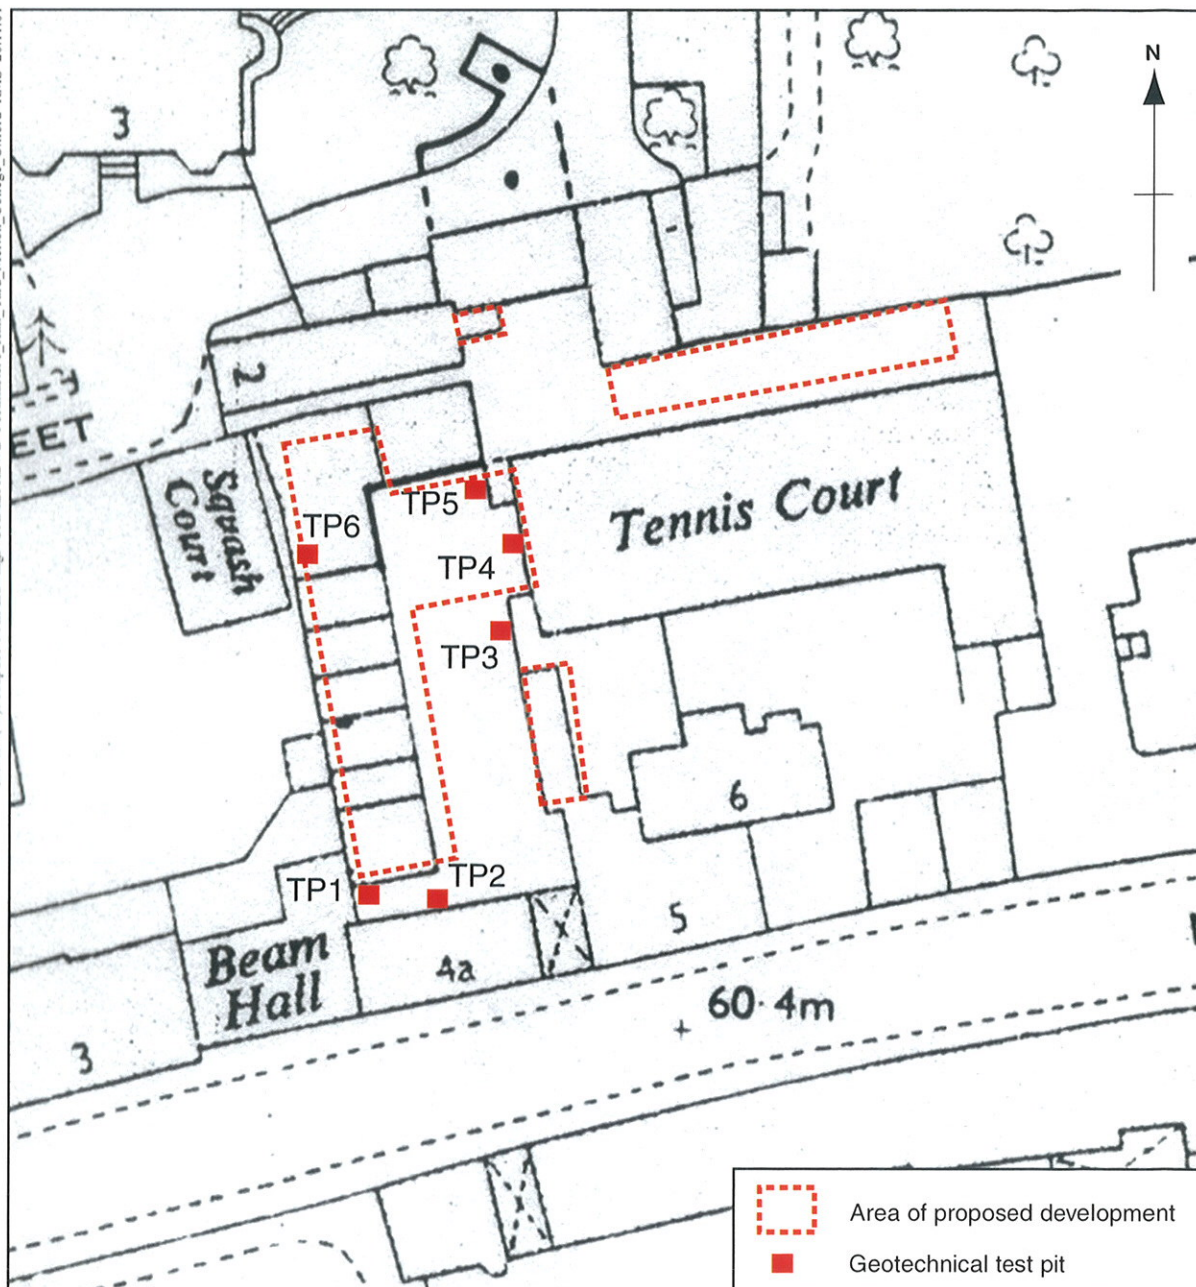 N
3
2
EET
Squash
Court
TP5
TP6
TP4
TP3
Tennis Court
6
TP1
TP2
5
Beam
Hall
4a
60·4m
3
Area of proposed development
Geotechnical test pit